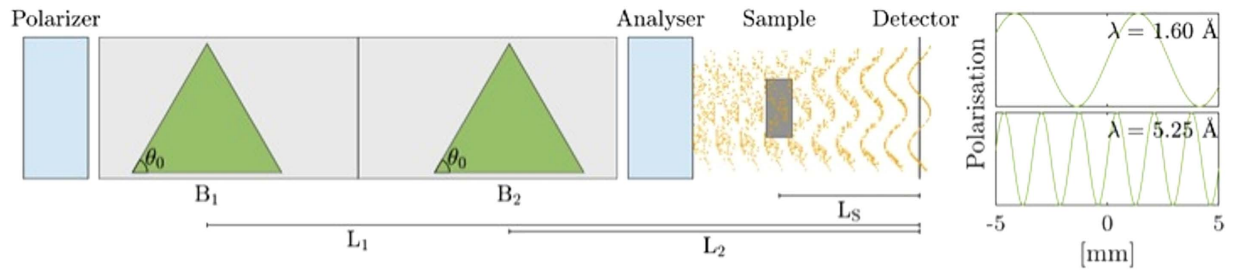 Polarizer
Analyser
Sample
Detector
θ₀
θ₀
B₁
B₂
L_S
L₁
L₂
Polarisation
λ = 1.60 Å
λ = 5.25 Å
-5
0
5
[mm]